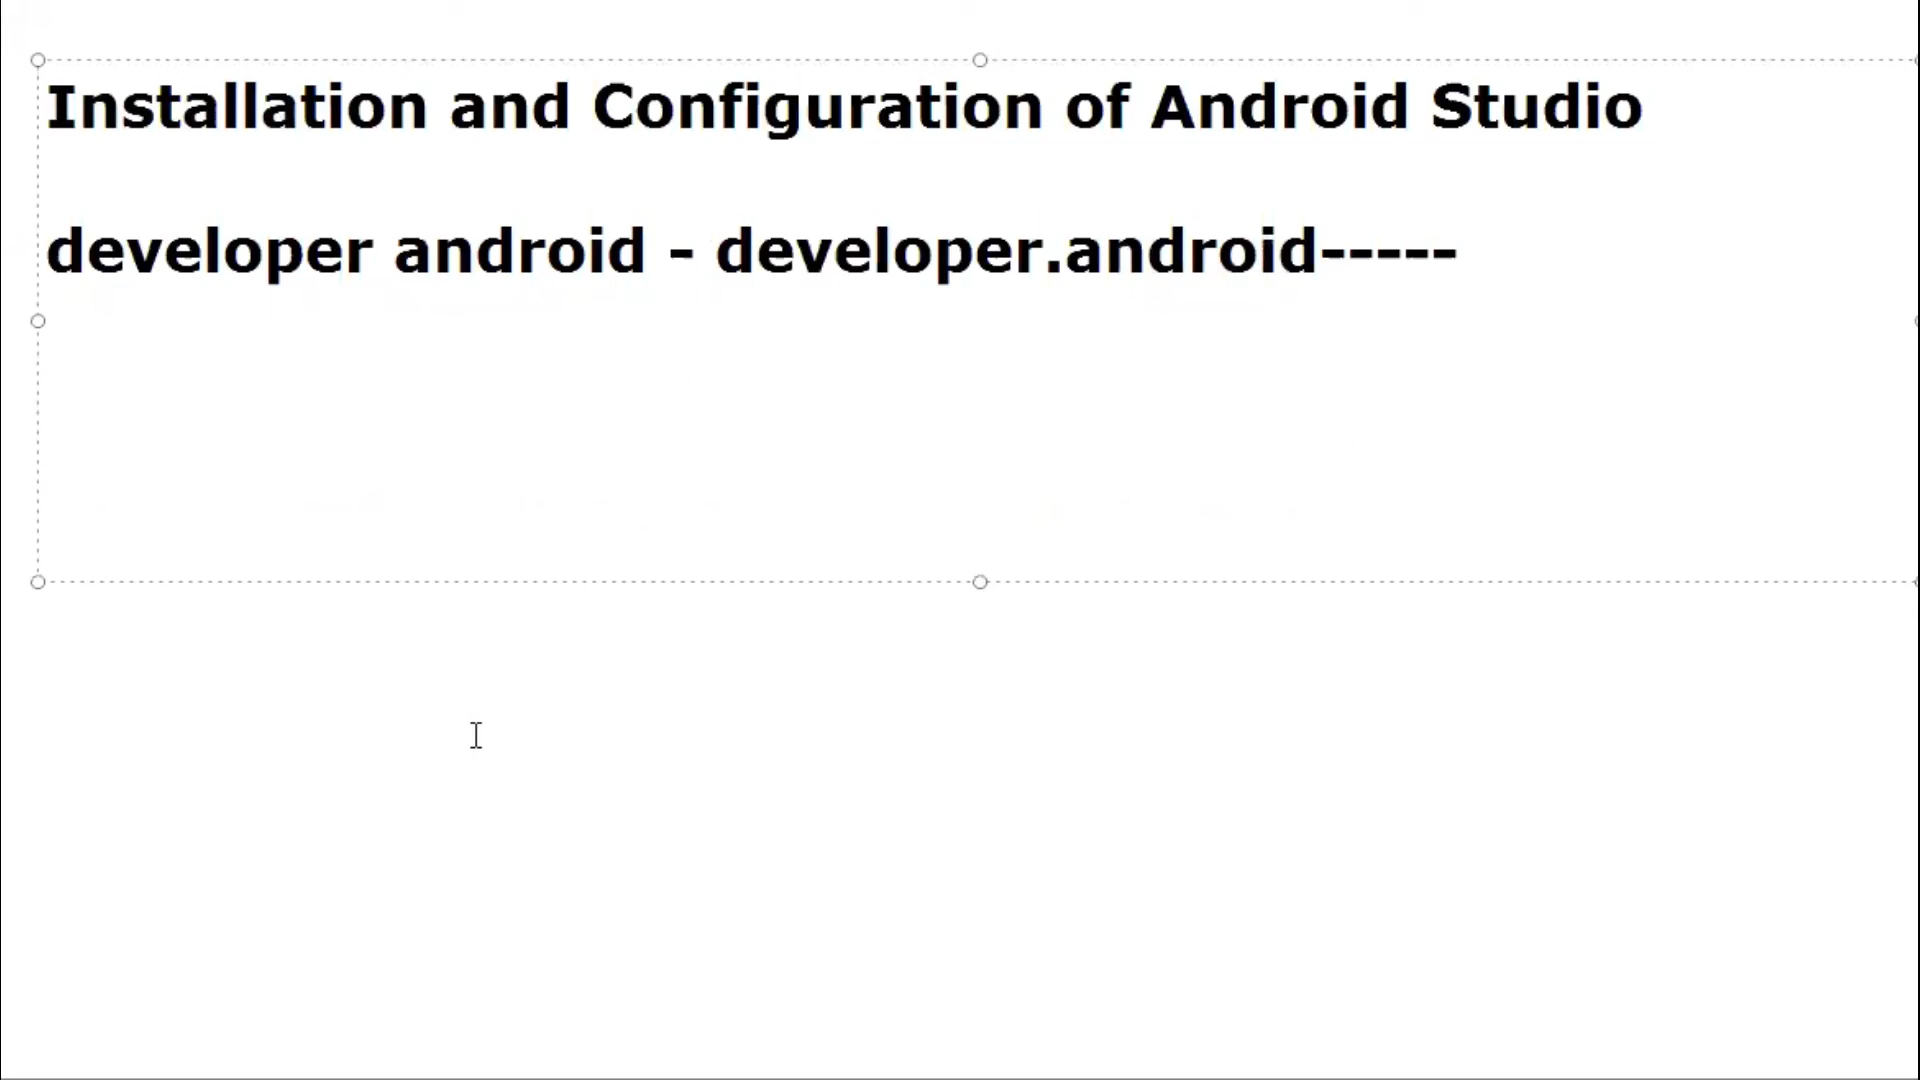 Installation and Configuration of Android Studio
developer android - developer.android-----